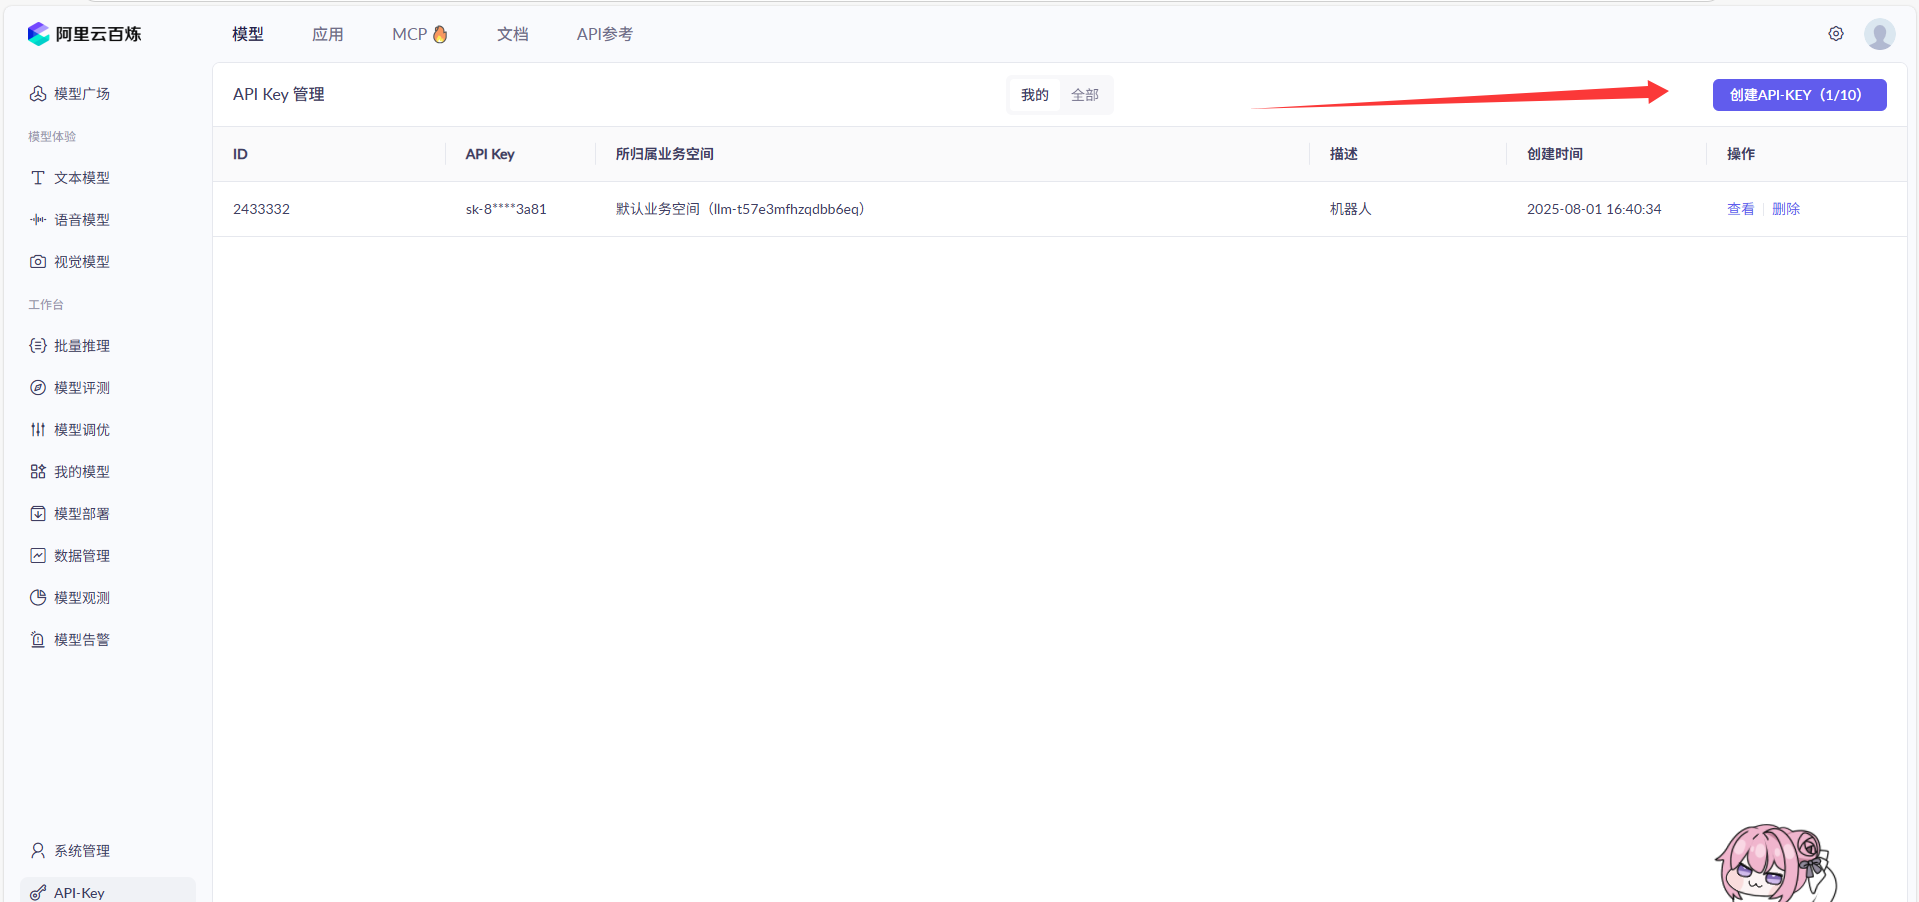 阿里云百炼
模型
应用
MCP
文档
API参考
模型广场
模型体验
文本模型
语音模型
视觉模型
工作台
批量推理
模型评测
模型调优
我的模型
模型部署
数据管理
模型观测
模型告警
系统管理
API-Key
API Key 管理
我的
全部
创建API-KEY（1/10）
ID
API Key
所归属业务空间
描述
创建时间
操作
2433332
sk-8****3a81
默认业务空间（llm-t57e3mfhzqdbb6eq）
机器人
2025-08-01 16:40:34
查看
删除